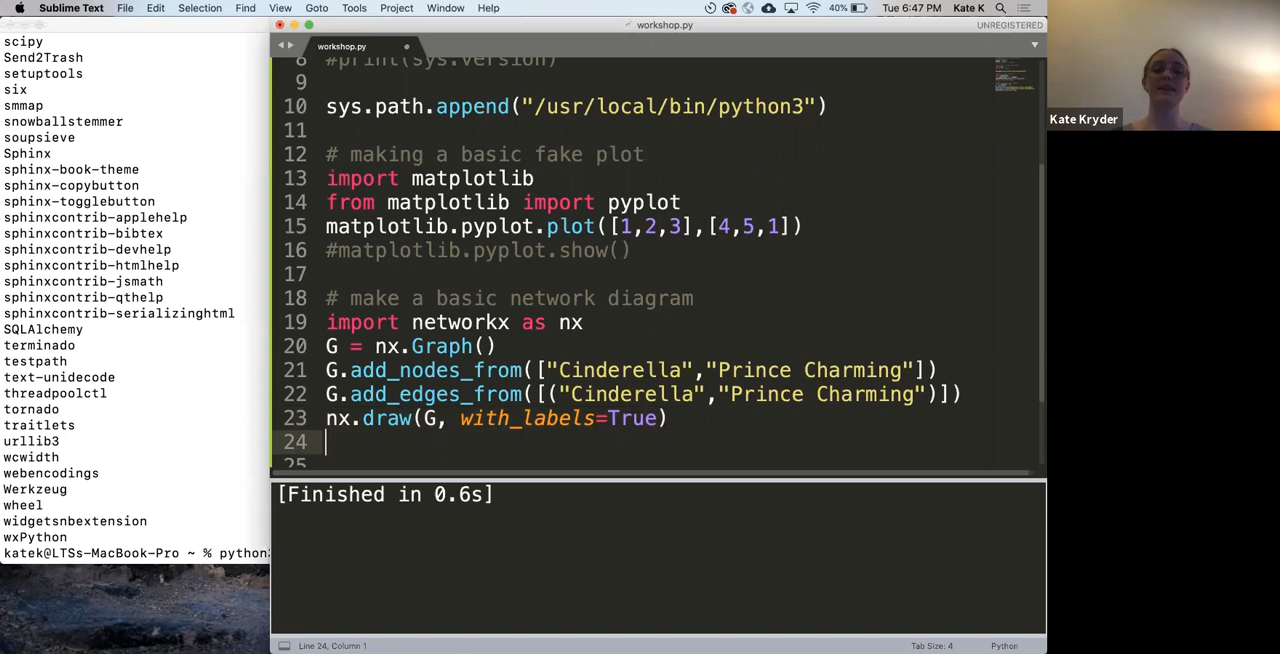 Sublime Text File Edit Selection Find View Goto Tools Project Window Help 40% Tue 6:47 PM Kate K
workshop.py UNREGISTERED
workshop.py
scipy
Send2Trash
setuptools
six
smmap
snowballstemmer
soupsieve
Sphinx
sphinx-book-theme
sphinx-copybutton
sphinx-togglebutton
sphinxcontrib-applehelp
sphinxcontrib-bibtex
sphinxcontrib-devhelp
sphinxcontrib-htmlhelp
sphinxcontrib-jsmath
sphinxcontrib-qthelp
sphinxcontrib-serializinghtml
SQLAlchemy
terminado
testpath
text-unidecode
threadpoolctl
tornado
traitlets
urllib3
wcwidth
webencodings
Werkzeug
wheel
widgetsnbextension
wxPython
katek@LTSs-MacBook-Pro ~ % python3
8 #print(sys.version)
9
10 sys.path.append("/usr/local/bin/python3")
11
12 # making a basic fake plot
13 import matplotlib
14 from matplotlib import pyplot
15 matplotlib.pyplot.plot([1,2,3],[4,5,1])
16 #matplotlib.pyplot.show()
17
18 # make a basic network diagram
19 import networkx as nx
20 G = nx.Graph()
21 G.add_nodes_from(["Cinderella","Prince Charming"])
22 G.add_edges_from([("Cinderella","Prince Charming")])
23 nx.draw(G, with_labels=True)
24
25
[Finished in 0.6s]
Line 24, Column 1 Tab Size: 4 Python
Kate Kryder